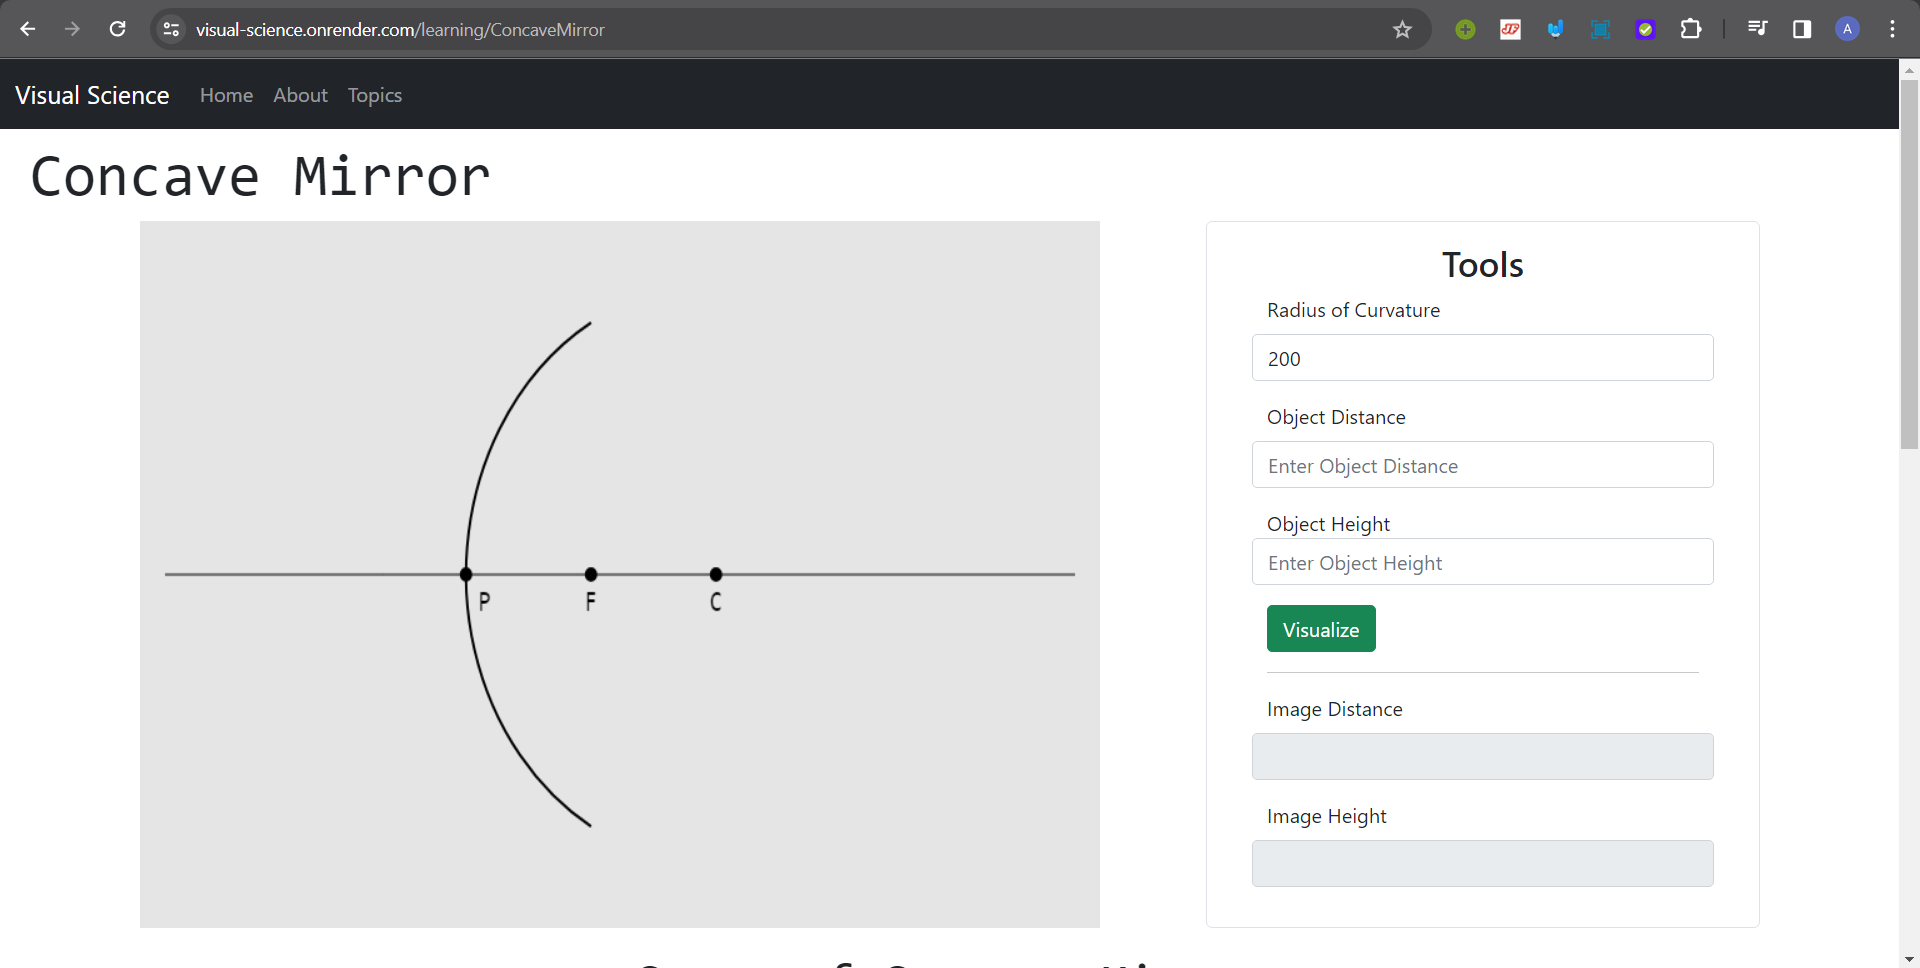 visual-science.onrender.com/learning/ConcaveMirror
A
Visual Science Home About Topics
Concave Mirror
P F C
Tools
Radius of Curvature
200
Object Distance
Enter Object Distance
Object Height
Enter Object Height
Visualize
Image Distance
Image Height